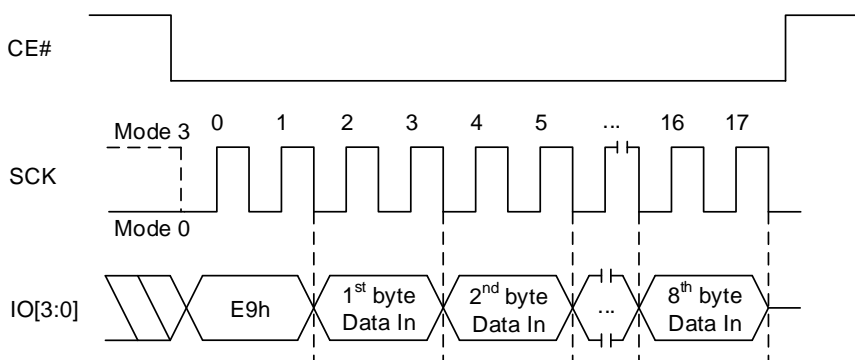 CE#
Mode 3
0 1 2 3 4 5 ... 16 17
SCK
Mode 0
IO[3:0]
E9h
1st byte
Data In
2nd byte
Data In
...
8th byte
Data In